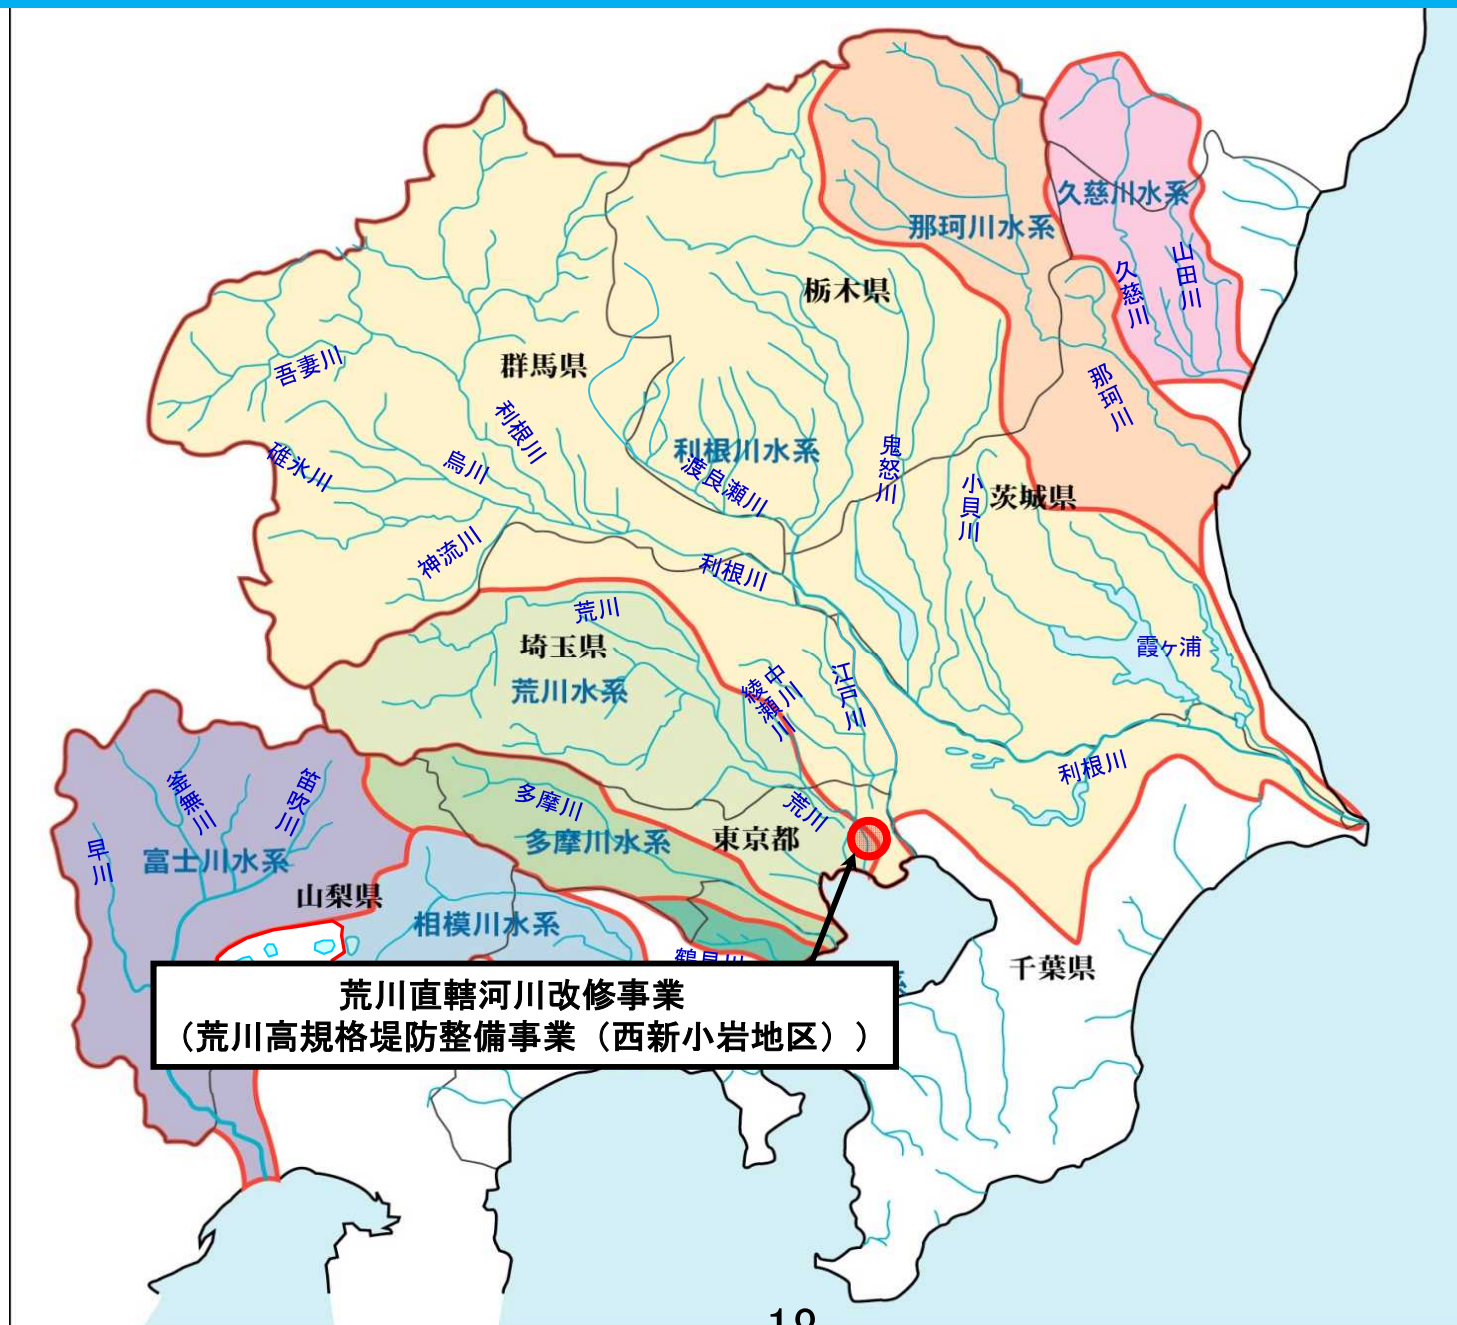 久慈川水系
那珂川水系
山田川
久慈川
栃木県
群馬県
吾妻川
那珂川
利根川
利根川水系
鬼怒川
碓氷川
烏川
渡良瀬川
小貝川
茨城県
神流川
利根川
荒川
埼玉県
霞ヶ浦
荒川水系
綾瀬川
中川
江戸川
利根川
釜無川
笛吹川
多摩川
荒川
早川
富士川水系
多摩川水系
東京都
山梨県
相模川水系
千葉県
荒川直轄河川改修事業
（荒川高規格堤防整備事業（西新小岩地区））